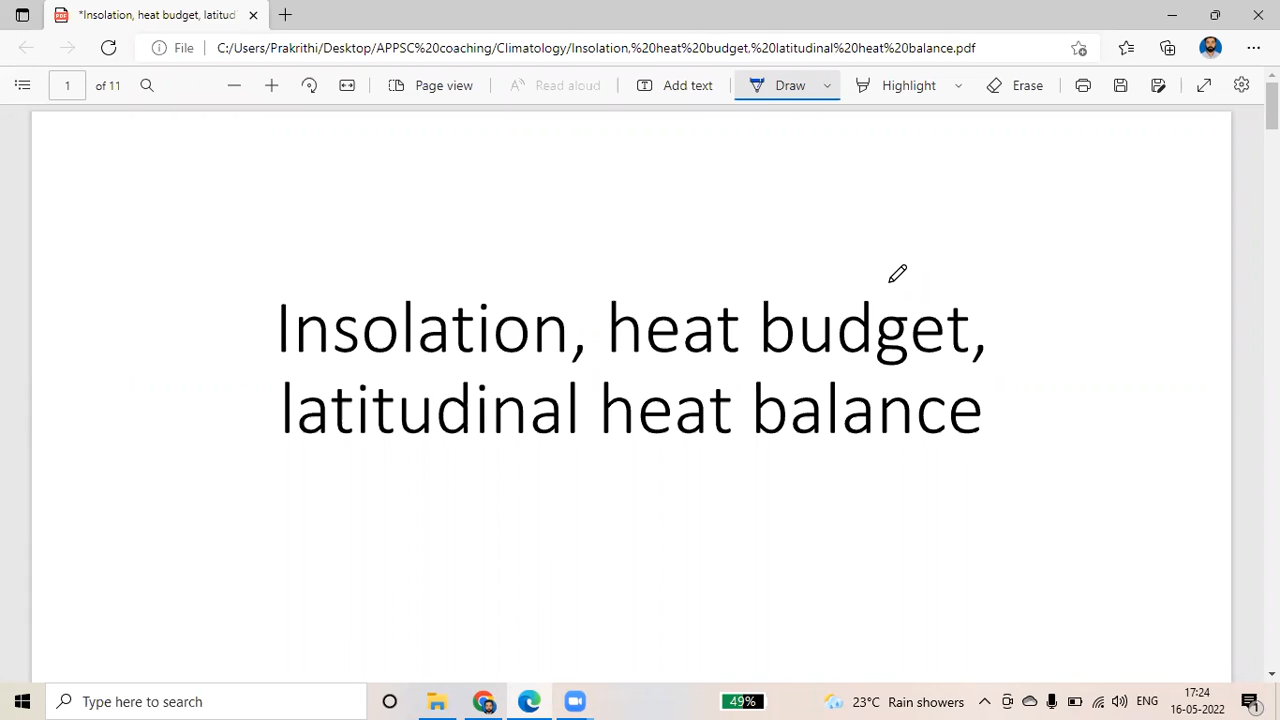 *Insolation, heat budget, latitud
File
C:/Users/Prakrithi/Desktop/APPSC%20coaching/Climatology/Insolation,%20heat%20budget,%20latitudinal%20heat%20balance.pdf
1 of 11
Page view
Read aloud
Add text
Draw
Highlight
Erase
Insolation, heat budget,
latitudinal heat balance
Type here to search
49%
23°C Rain showers
ENG
17:24
16-05-2022
1